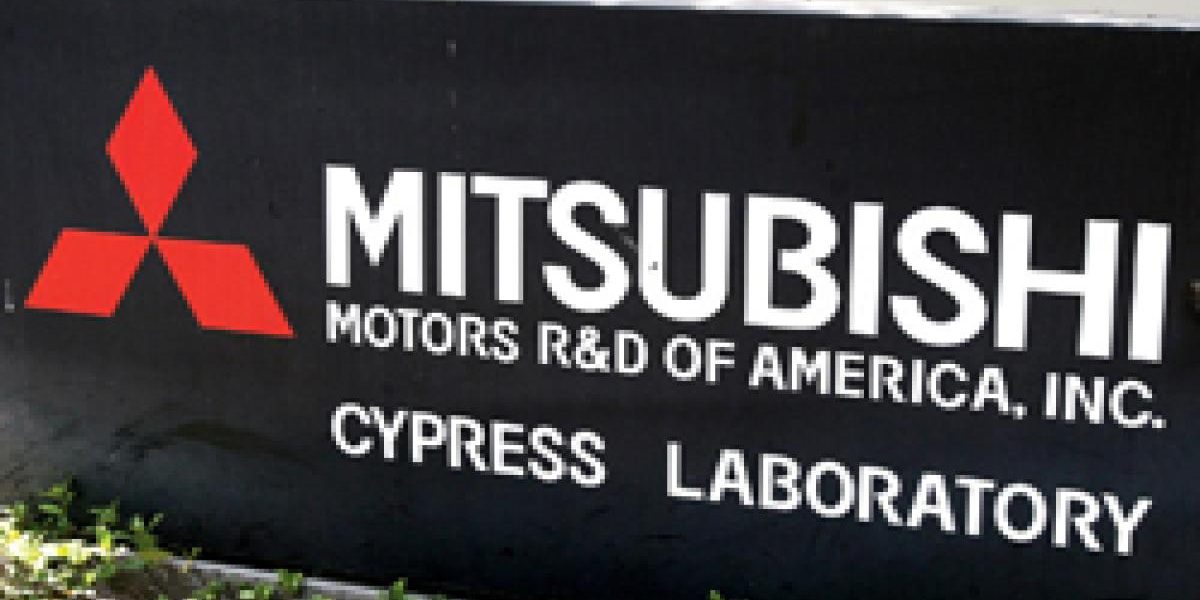 MITSUBISHI
MOTORS R&D OF AMERICA, INC.
CYPRESS LABORATORY